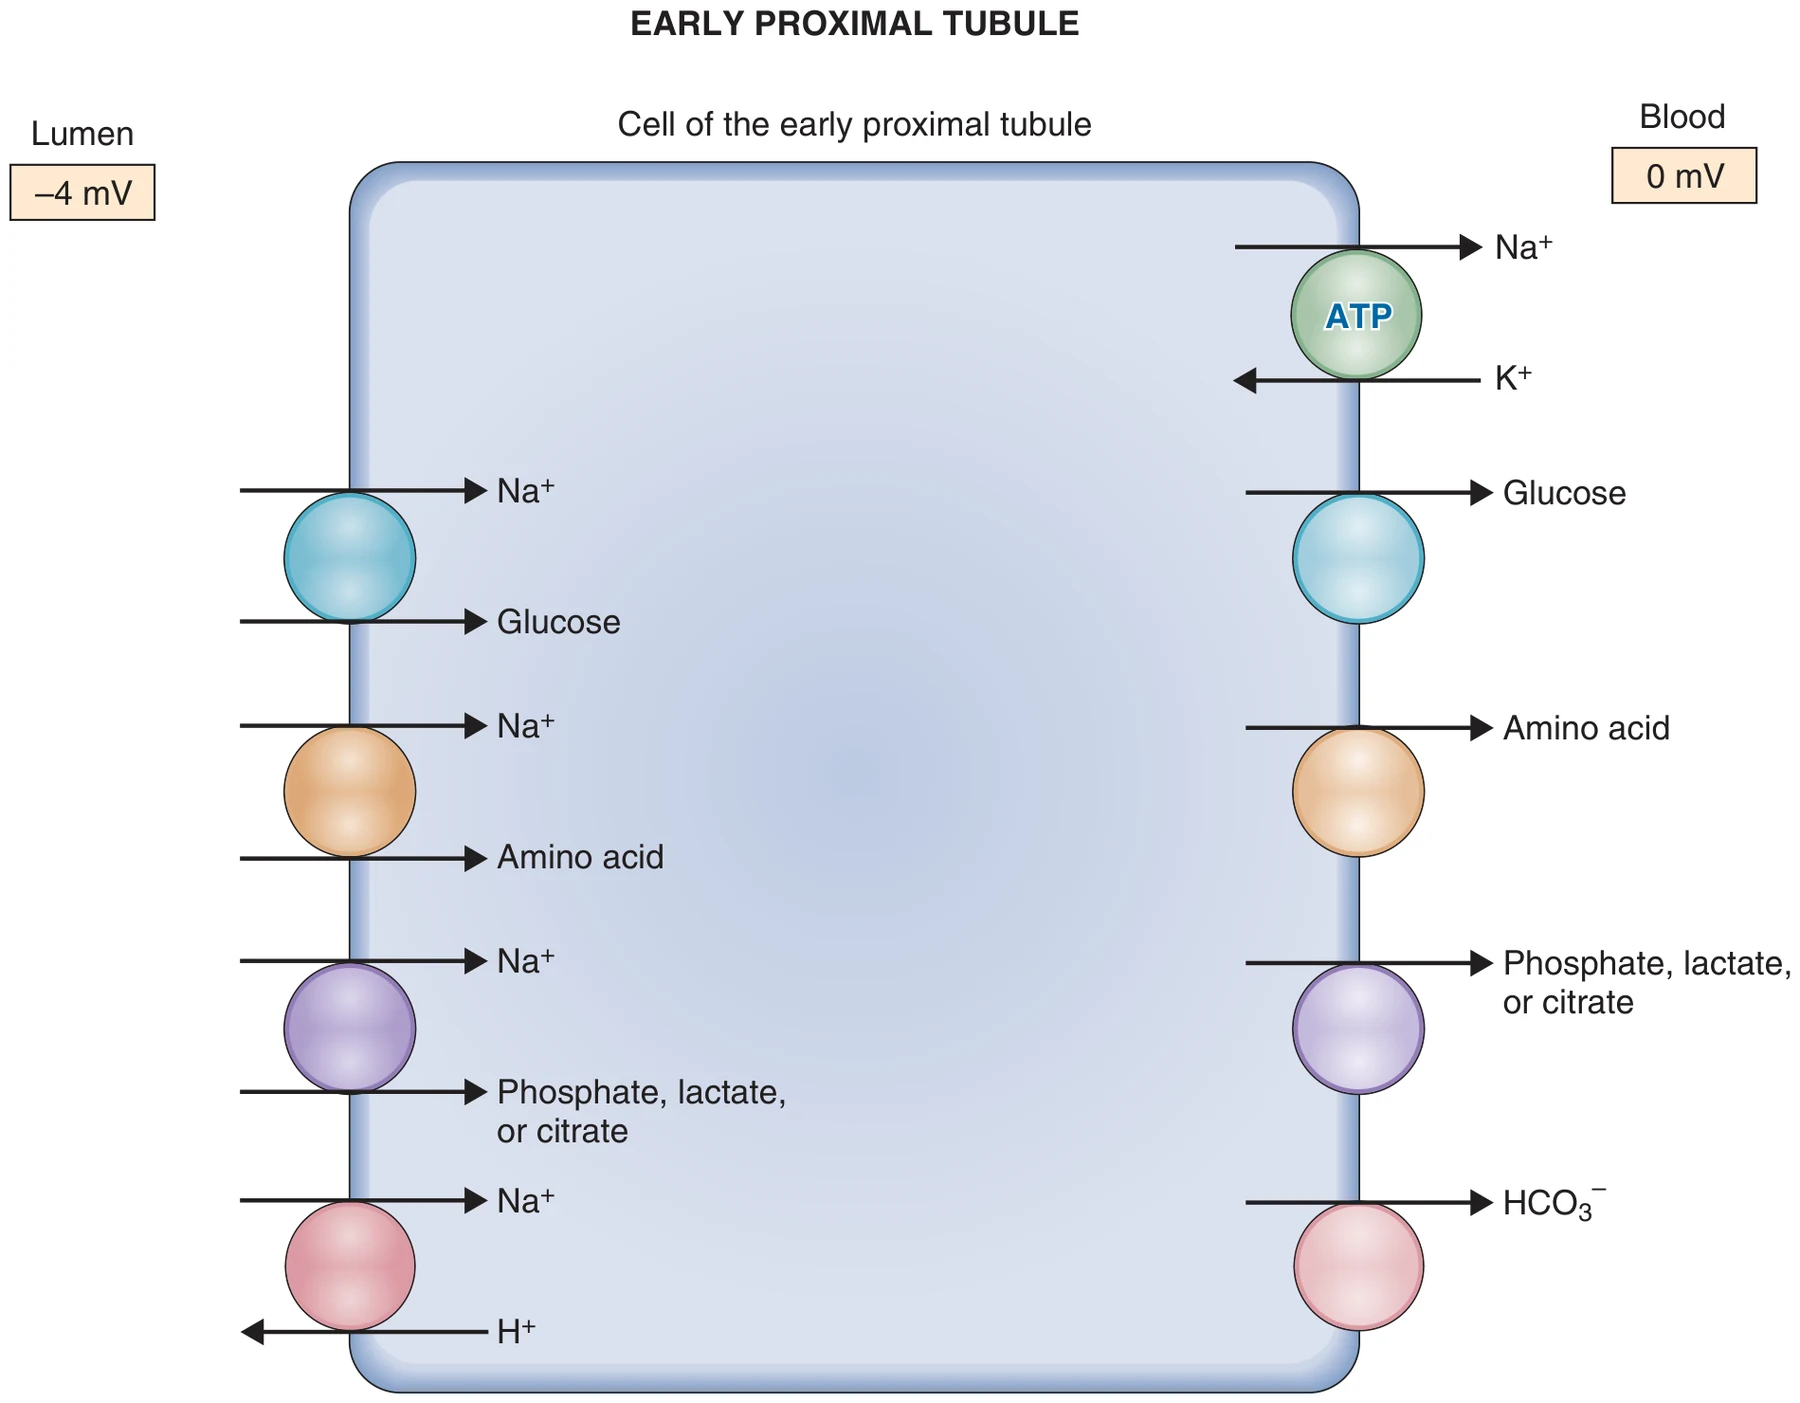 EARLY PROXIMAL TUBULE
Cell of the early proximal tubule
Lumen
–4 mV
Blood
0 mV
Na⁺
ATP
K⁺
Na⁺
Glucose
Glucose
Na⁺
Amino acid
Amino acid
Na⁺
Phosphate, lactate,
or citrate
Phosphate, lactate,
or citrate
Na⁺
H⁺
HCO₃⁻